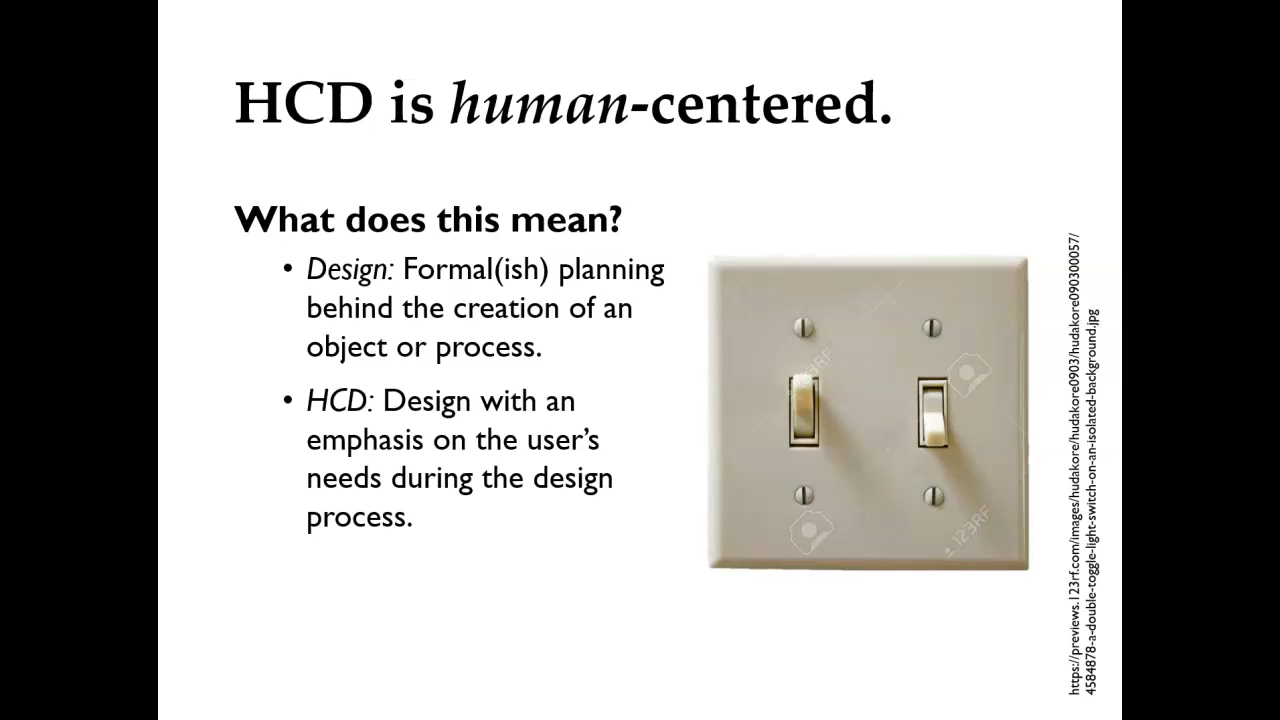 HCD is human-centered.
What does this mean?
• Design: Formal(ish) planning
behind the creation of an
object or process.
• HCD: Design with an
emphasis on the user’s
needs during the design
process.
123RF
123RF
https://previews.123rf.com/images/hudakore/hudakore0903/hudakore090300057/
4584878-a-double-toggle-light-switch-on-an-isolated-background.jpg